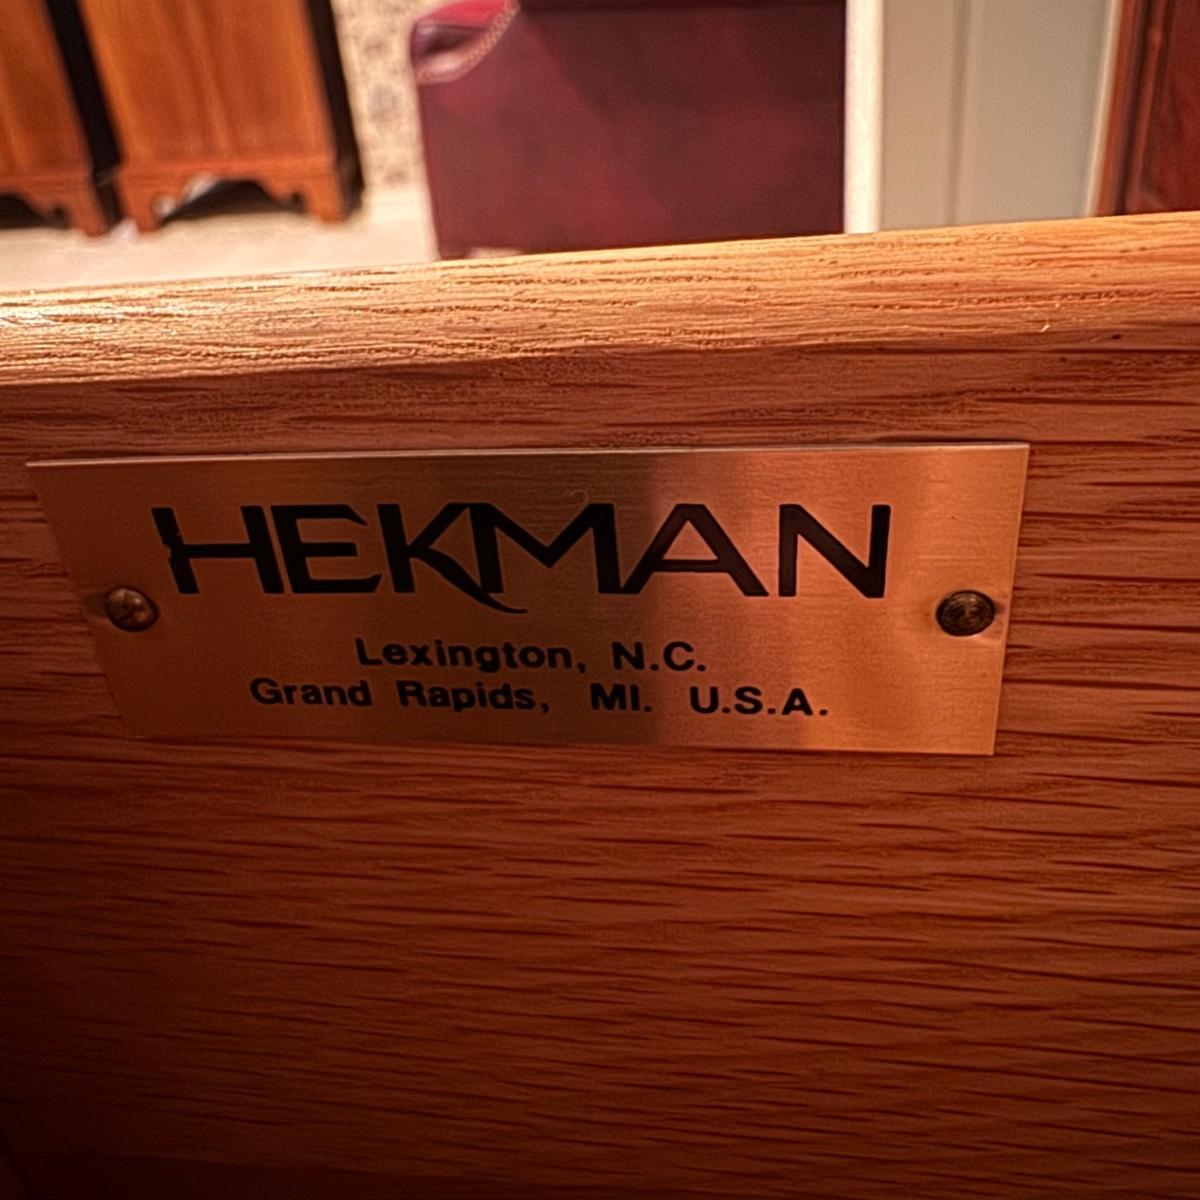 HEKMAN
Lexington, N.C.
Grand Rapids, MI. U.S.A.